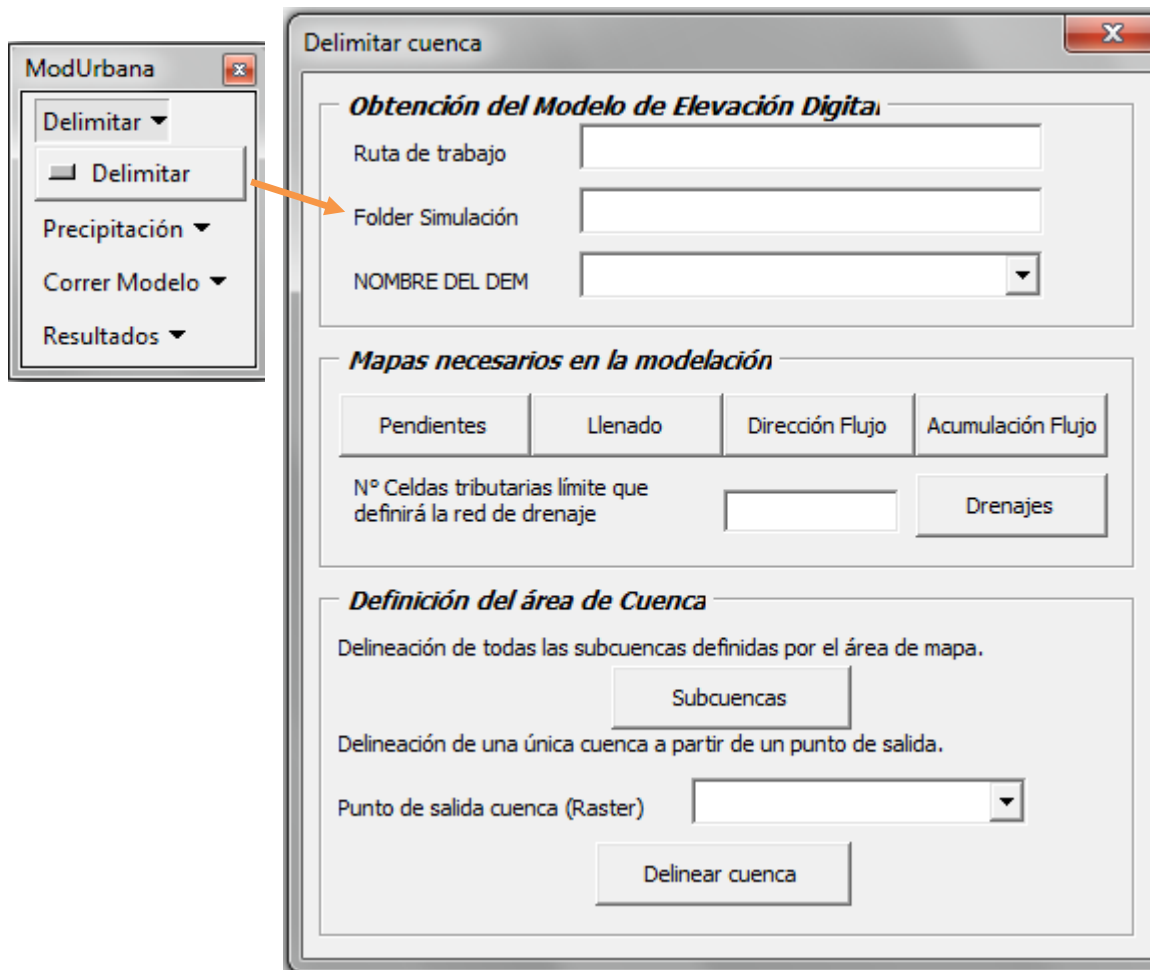 ModUrbana
Delimitar
Delimitar
Precipitación
Correr Modelo
Resultados
Delimitar cuenca
Obtención del Modelo de Elevación Digital
Ruta de trabajo
Folder Simulación
NOMBRE DEL DEM
Mapas necesarios en la modelación
Pendientes
Llenado
Dirección Flujo
Acumulación Flujo
N° Celdas tributarias límite que
definirá la red de drenaje
Drenajes
Definición del área de Cuenca
Delineación de todas las subcuencas definidas por el área de mapa.
Subcuencas
Delineación de una única cuenca a partir de un punto de salida.
Punto de salida cuenca (Raster)
Delinear cuenca